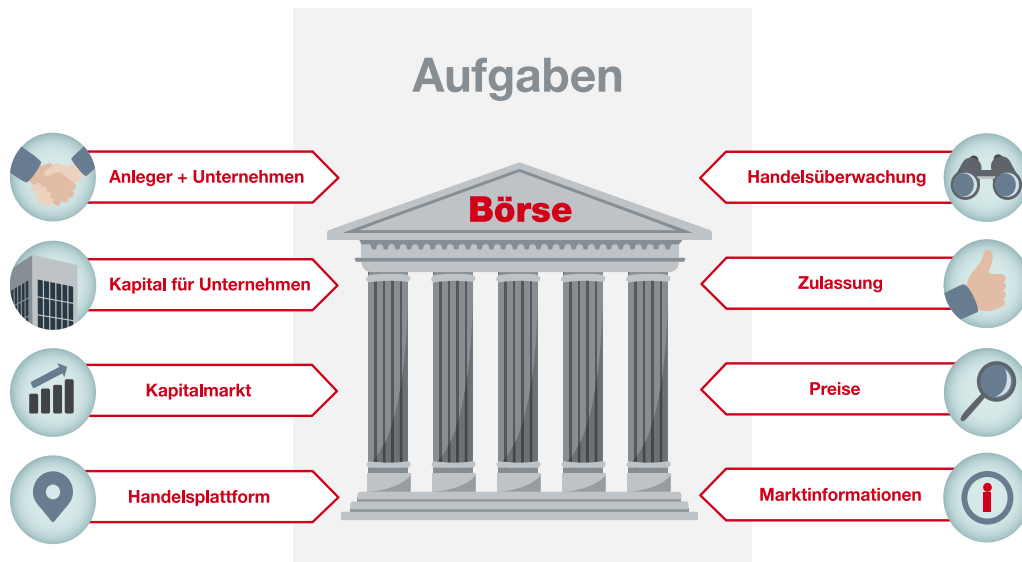 Aufgaben
Börse
Anleger + Unternehmen
Kapital für Unternehmen
Kapitalmarkt
Handelsplattform
Handelsüberwachung
Zulassung
Preise
Marktinformationen
i